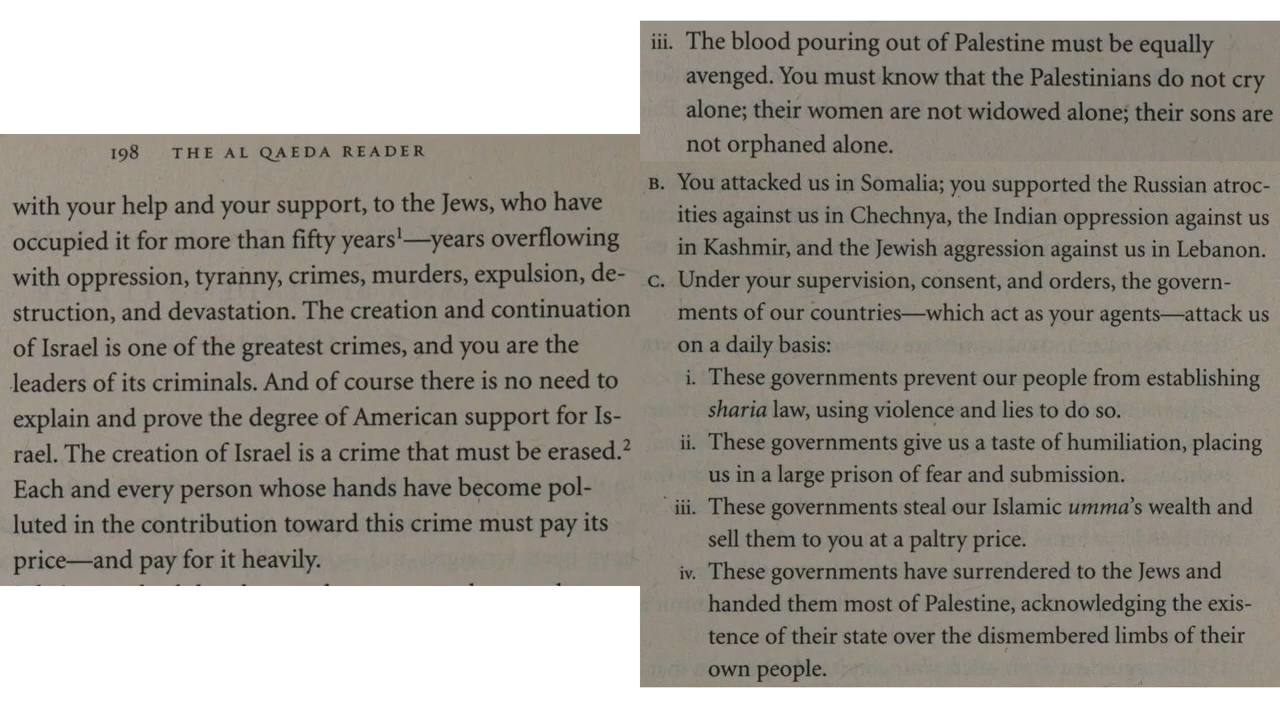 198 THE AL QAEDA READER
with your help and your support, to the Jews, who have
occupied it for more than fifty years¹—years overflowing
with oppression, tyranny, crimes, murders, expulsion, de-
struction, and devastation. The creation and continuation
of Israel is one of the greatest crimes, and you are the
leaders of its criminals. And of course there is no need to
explain and prove the degree of American support for Is-
rael. The creation of Israel is a crime that must be erased.²
Each and every person whose hands have become pol-
luted in the contribution toward this crime must pay its
price—and pay for it heavily.
iii. The blood pouring out of Palestine must be equally
avenged. You must know that the Palestinians do not cry
alone; their women are not widowed alone; their sons are
not orphaned alone.
B. You attacked us in Somalia; you supported the Russian atroc-
ities against us in Chechnya, the Indian oppression against us
in Kashmir, and the Jewish aggression against us in Lebanon.
C. Under your supervision, consent, and orders, the govern-
ments of our countries—which act as your agents—attack us
on a daily basis:
i. These governments prevent our people from establishing
sharia law, using violence and lies to do so.
ii. These governments give us a taste of humiliation, placing
us in a large prison of fear and submission.
iii. These governments steal our Islamic umma's wealth and
sell them to you at a paltry price.
iv. These governments have surrendered to the Jews and
handed them most of Palestine, acknowledging the exis-
tence of their state over the dismembered limbs of their
own people.